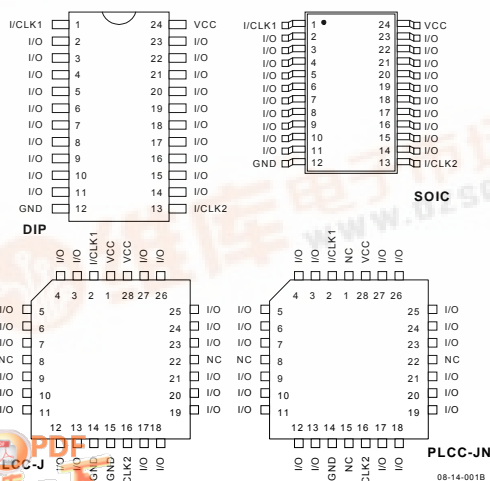 I/CLK1 1 24 VCC
I/O 2 23 I/O
I/O 3 22 I/O
I/O 4 21 I/O
I/O 5 20 I/O
I/O 6 19 I/O
I/O 7 18 I/O
I/O 8 17 I/O
I/O 9 16 I/O
I/O 10 15 I/O
I/O 11 14 I/O
GND 12 13 I/CLK2
DIP
I/CLK1 1 24 VCC
I/O 2 23 I/O
I/O 3 22 I/O
I/O 4 21 I/O
I/O 5 20 I/O
I/O 6 19 I/O
I/O 7 18 I/O
I/O 8 17 I/O
I/O 9 16 I/O
I/O 10 15 I/O
I/O 11 14 I/O
GND 12 13 I/CLK2
SOIC
I/O I/O I/CLK1 VCC VCC I/O I/O
4 3 2 1 28 27 26
I/O 5 25 I/O
I/O 6 24 I/O
I/O 7 23 I/O
NC 8 22 NC
I/O 9 21 I/O
I/O 10 20 I/O
I/O 11 19 I/O
12 13 14 15 16 17 18
I/O I/O GND GND CLK2 I/O I/O
PLCC-J
I/O I/O I/CLK1 NC VCC I/O I/O
4 3 2 1 28 27 26
I/O 5 25 I/O
I/O 6 24 I/O
I/O 7 23 I/O
NC 8 22 NC
I/O 9 21 I/O
I/O 10 20 I/O
I/O 11 19 I/O
12 13 14 15 16 17 18
I/O I/O GND NC CLK2 I/O I/O
PLCC-JN
08-14-001B
PDF